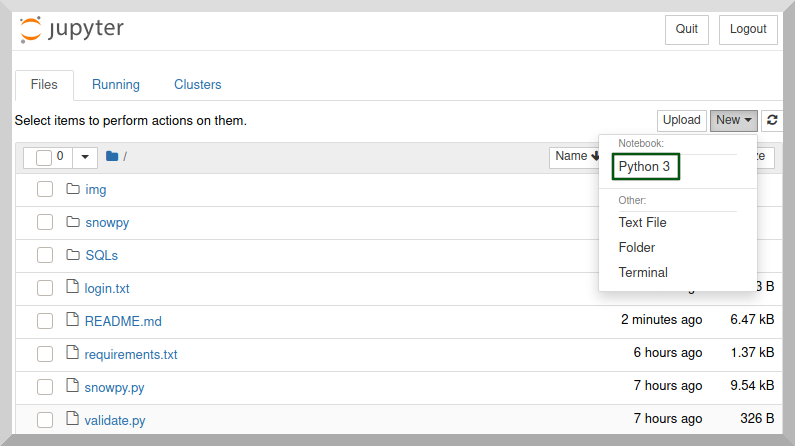 jupyter
Quit Logout
Files Running Clusters
Select items to perform actions on them.
Upload New
0 / Name
Notebook:
Python 3
Other:
Text File
Folder
Terminal
img
snowpy
SQLs
login.txt B
README.md 2 minutes ago 6.47 kB
requirements.txt 6 hours ago 1.37 kB
snowpy.py 7 hours ago 9.54 kB
validate.py 7 hours ago 326 B